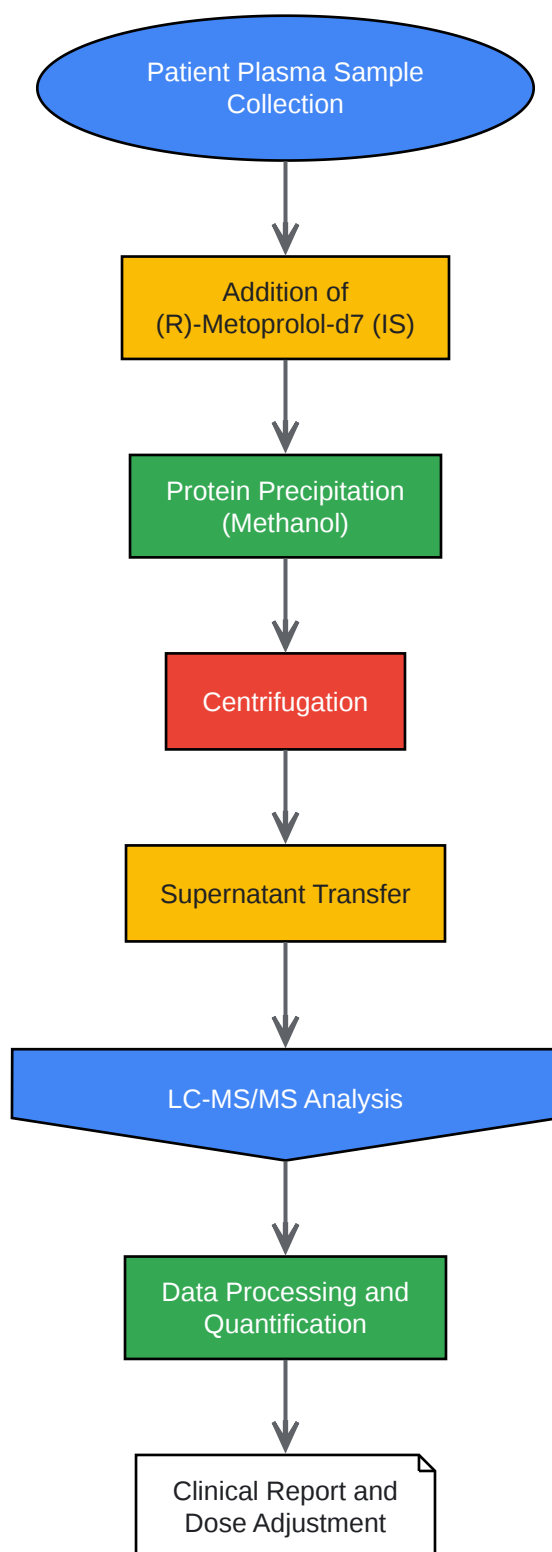 Patient Plasma Sample
Collection
Addition of
(R)-Metoprolol-d7 (IS)
Protein Precipitation
(Methanol)
Centrifugation
Supernatant Transfer
LC-MS/MS Analysis
Data Processing and
Quantification
Clinical Report and
Dose Adjustment